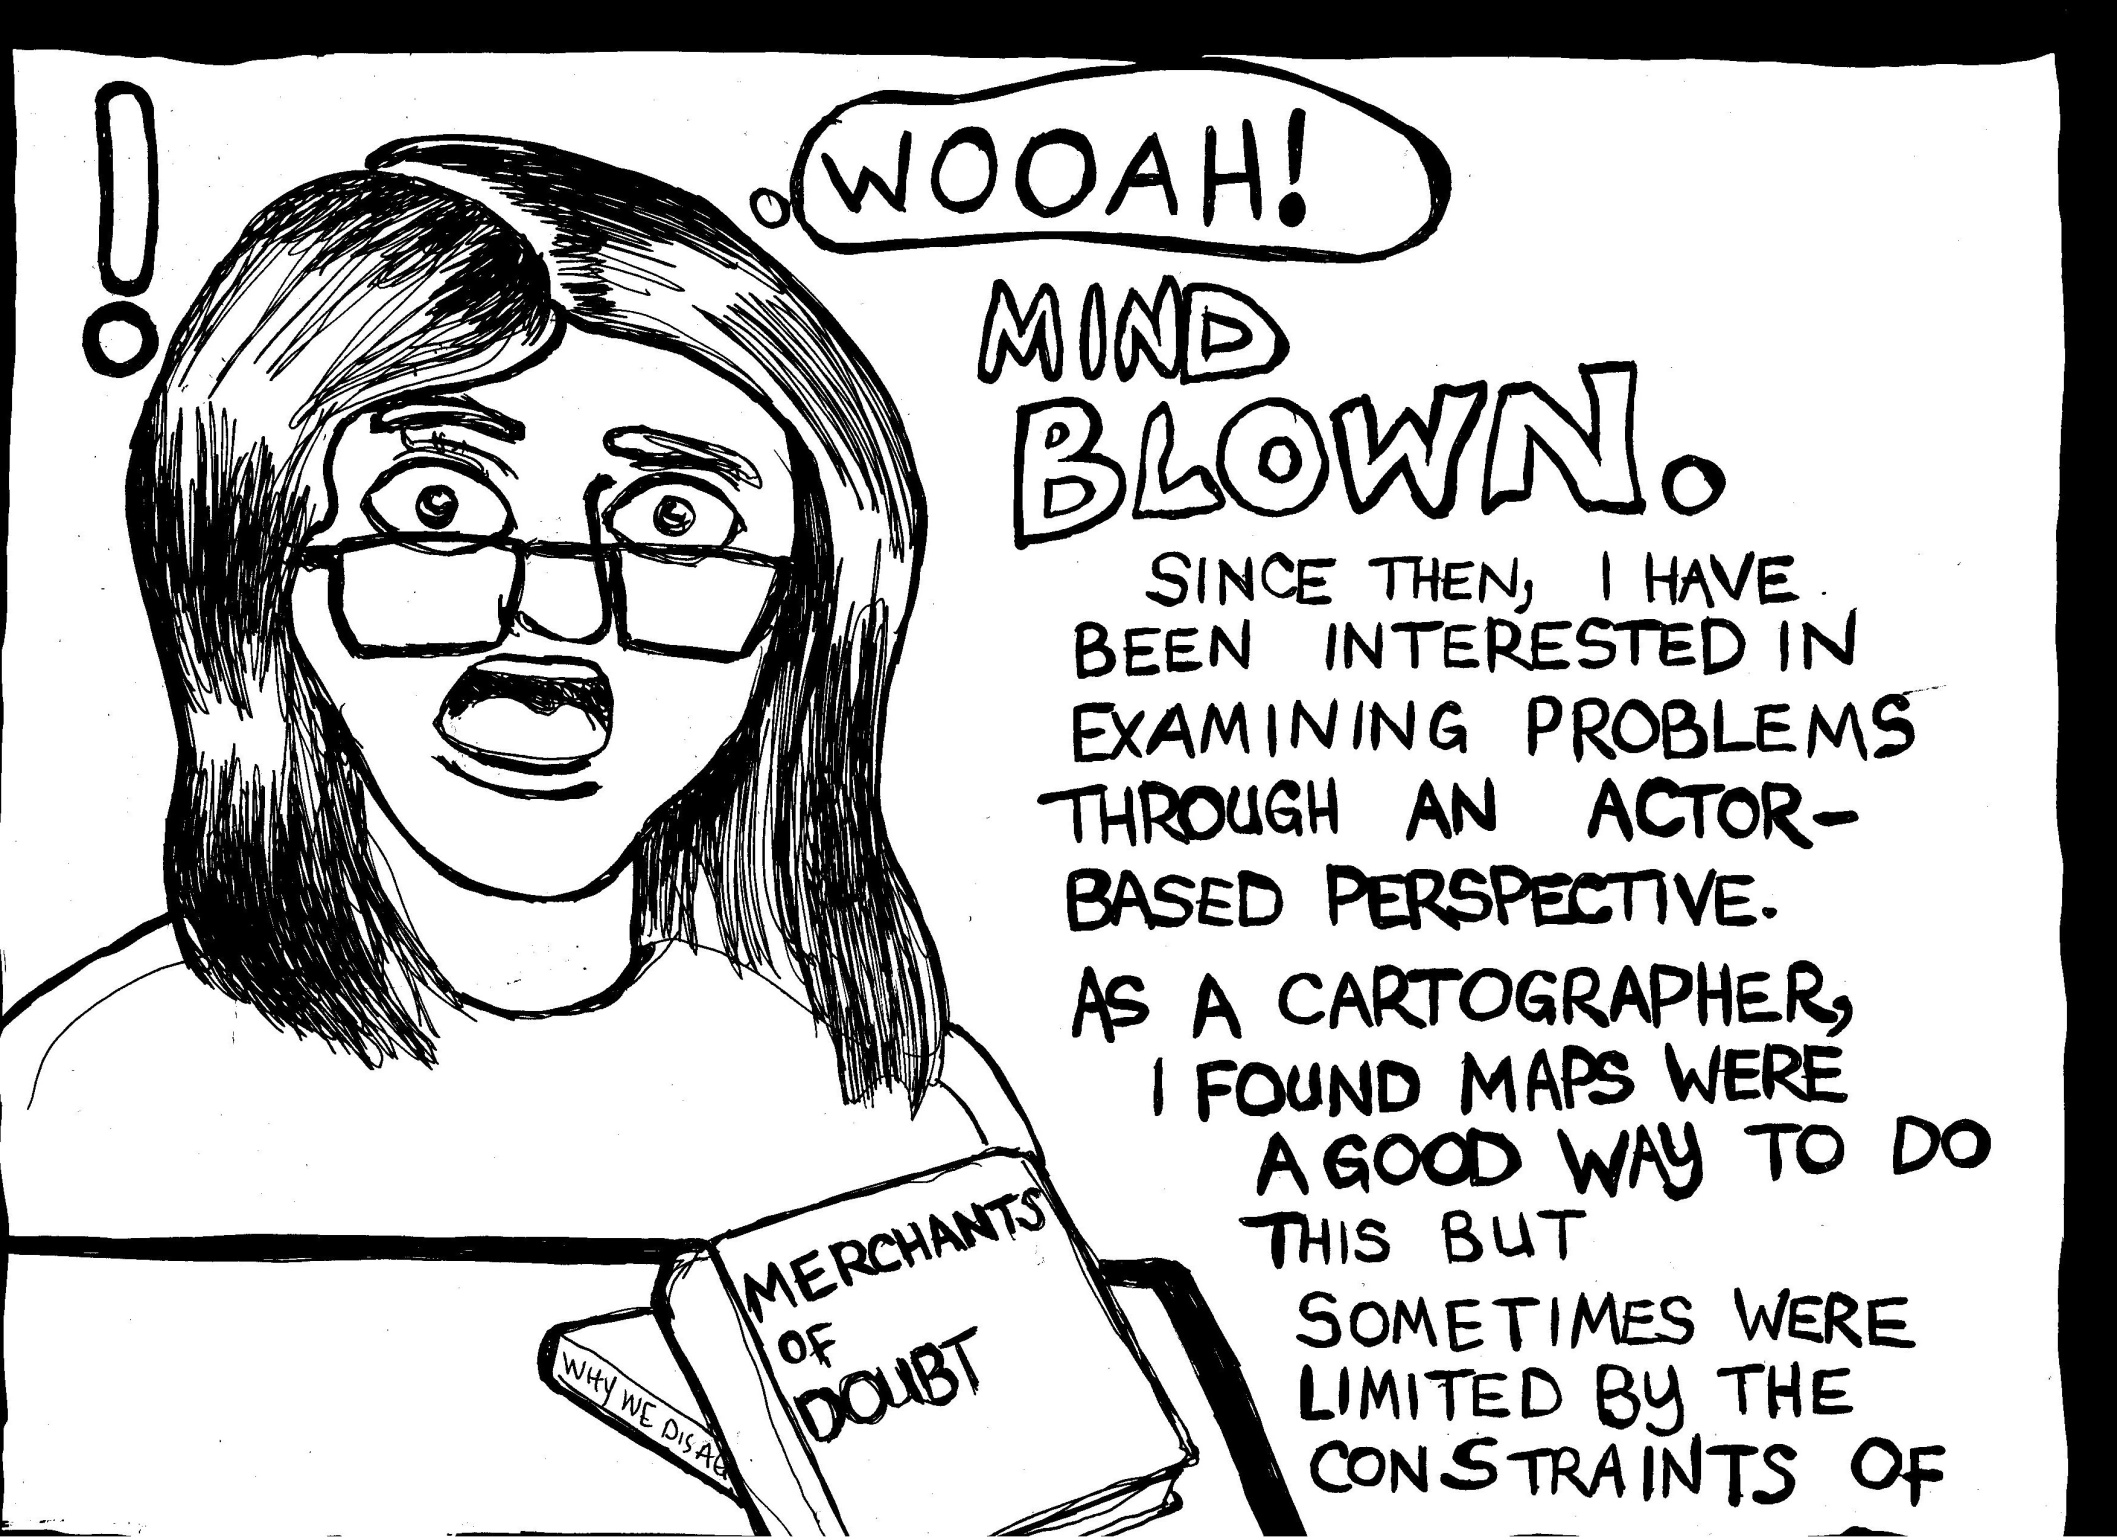 !
WOOAH!
MIND
BLOWN.
SINCE THEN, I HAVE
BEEN INTERESTED IN
EXAMINING PROBLEMS
THROUGH AN ACTOR-
BASED PERSPECTIVE.
AS A CARTOGRAPHER,
I FOUND MAPS WERE
A GOOD WAY TO DO
THIS BUT
SOMETIMES WERE
LIMITED BY THE
CONSTRAINTS OF
MERCHANTS
OF
DOUBT
WHY WE DISAG